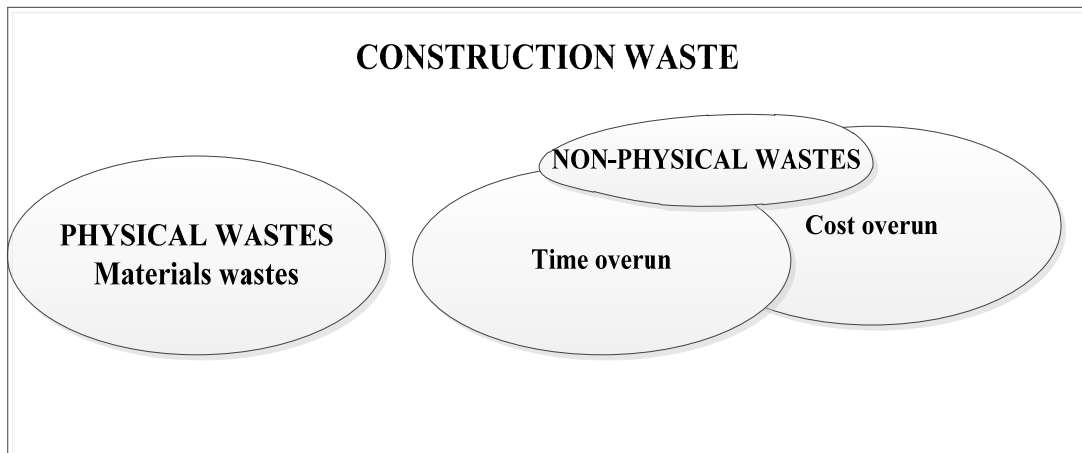 CONSTRUCTION WASTE
NON-PHYSICAL WASTES
PHYSICAL WASTES
Materials wastes
Cost overun
Time overun